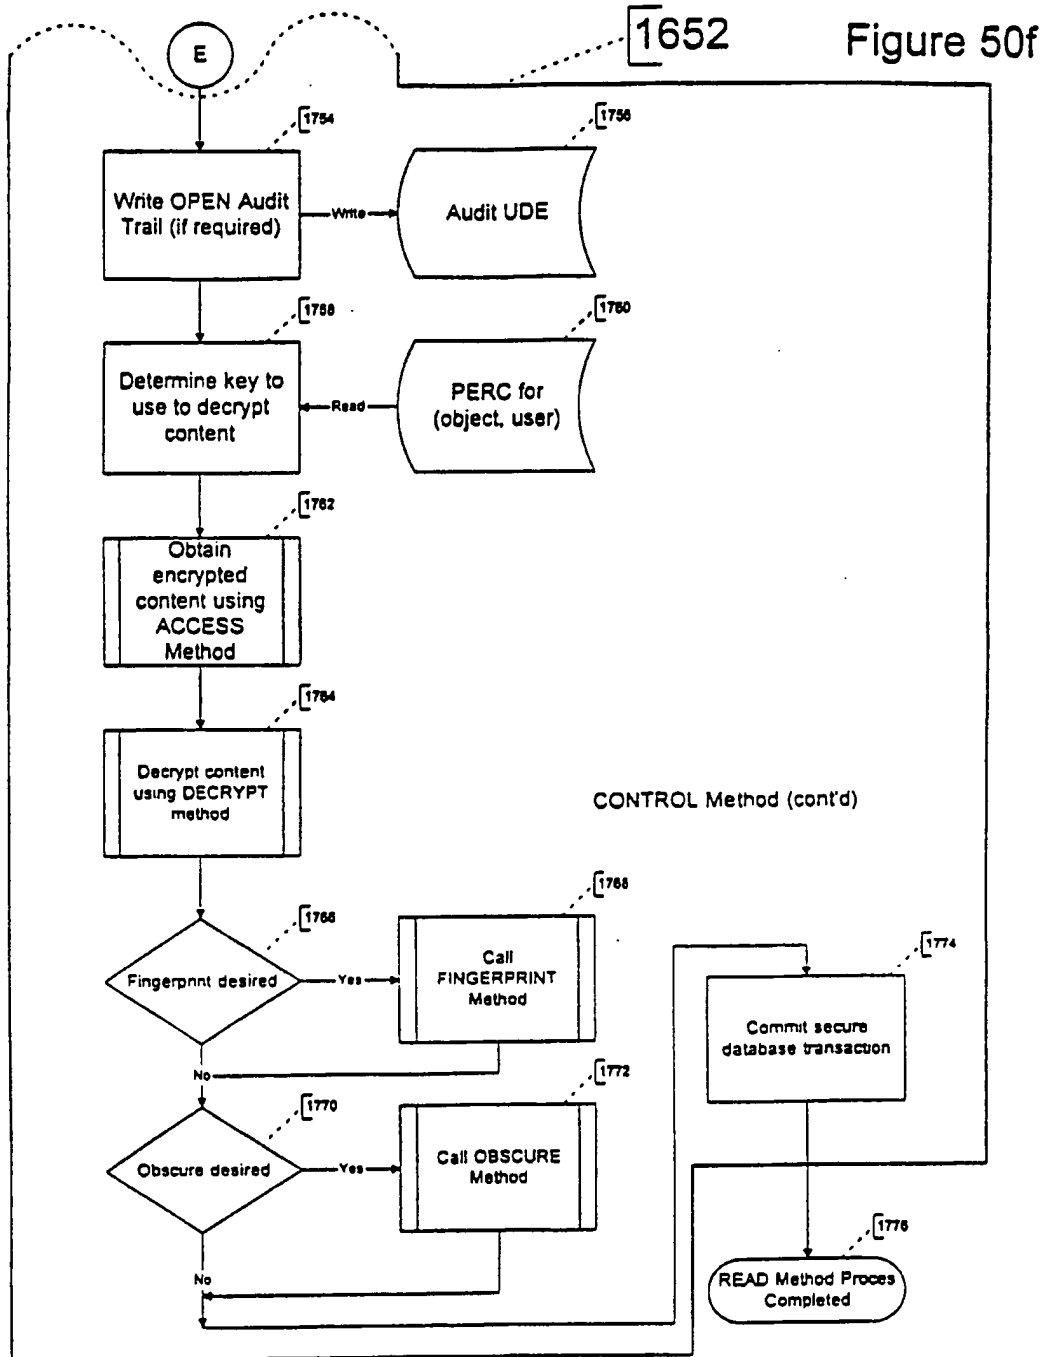 1652
Figure 50f
E
1754
Write OPEN Audit
Trail (if required)
Write
1756
Audit UDE
1758
Determine key to
use to decrypt
content
Read
1760
PERC for
(object, user)
1762
Obtain
encrypted
content using
ACCESS
Method
1764
Decrypt content
using DECRYPT
method
CONTROL Method (cont'd)
1766
Fingerprint desired
Yes
1768
Call
FINGERPRINT
Method
No
1770
Obscure desired
Yes
1772
Call OBSCURE
Method
No
1774
Commit secure
database transaction
1776
READ Method Proces
Completed